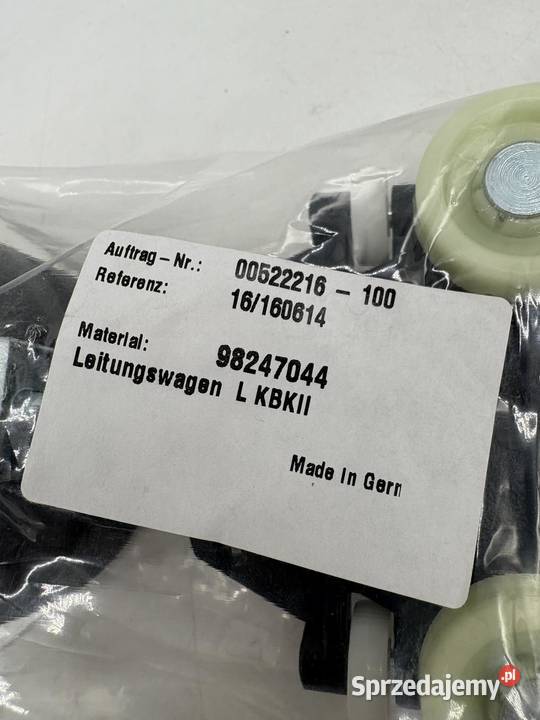 Auftrag-Nr.: 00522216 - 100
Referenz: 16/160614
Material: 98247044
Leitungswagen L KBKII
Made in Gern
Sprzedajemy.pl